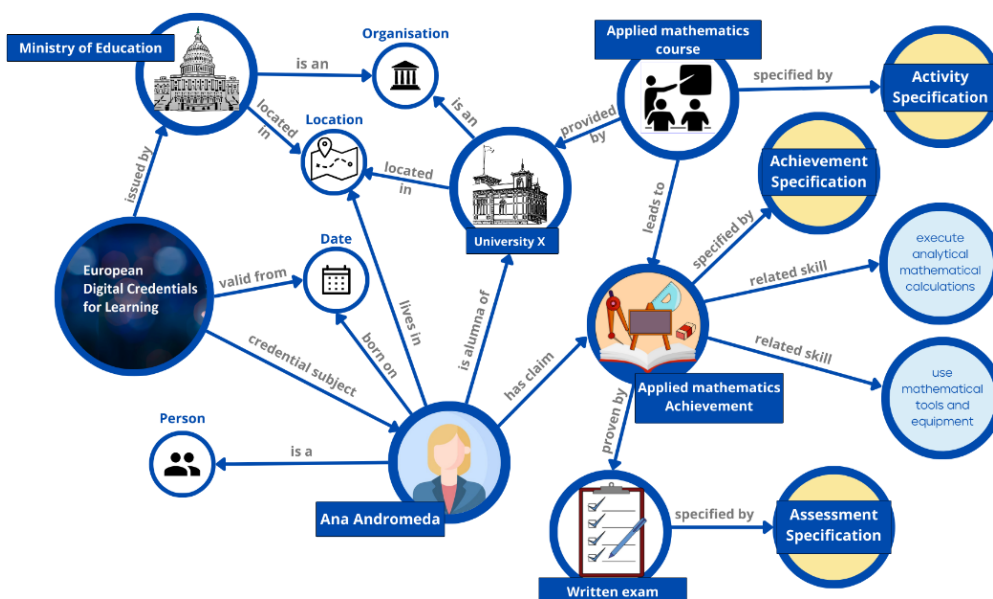 Ministry of Education
Organisation
Applied mathematics
course
is an
specified by
Activity
Specification
located
in
Location
is an
provided
by
Achievement
Specification
located
in
issued by
leads to
University X
specified by
execute
analytical
mathematical
calculations
European
Digital Credentials
for Learning
Date
valid from
related skill
lives in
is alumna of
born on
credential subject
has claim
related skill
use
mathematical
tools and
equipment
Applied mathematics
Achievement
Person
is a
proven by
Ana Andromeda
specified by
Assessment
Specification
Written exam